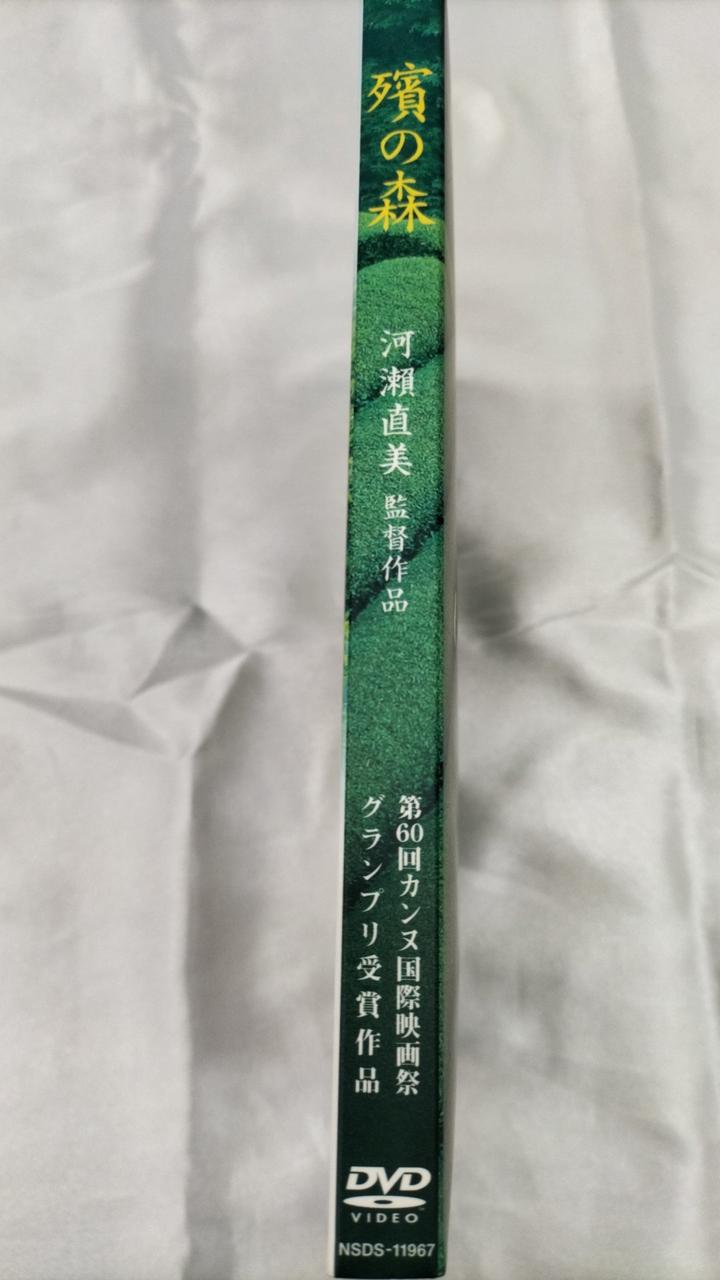 殯の森
河瀨直美 監督作品
第60回カンヌ国際映画祭
グランプリ受賞作品
DVD
VIDEO
NSDS-11967